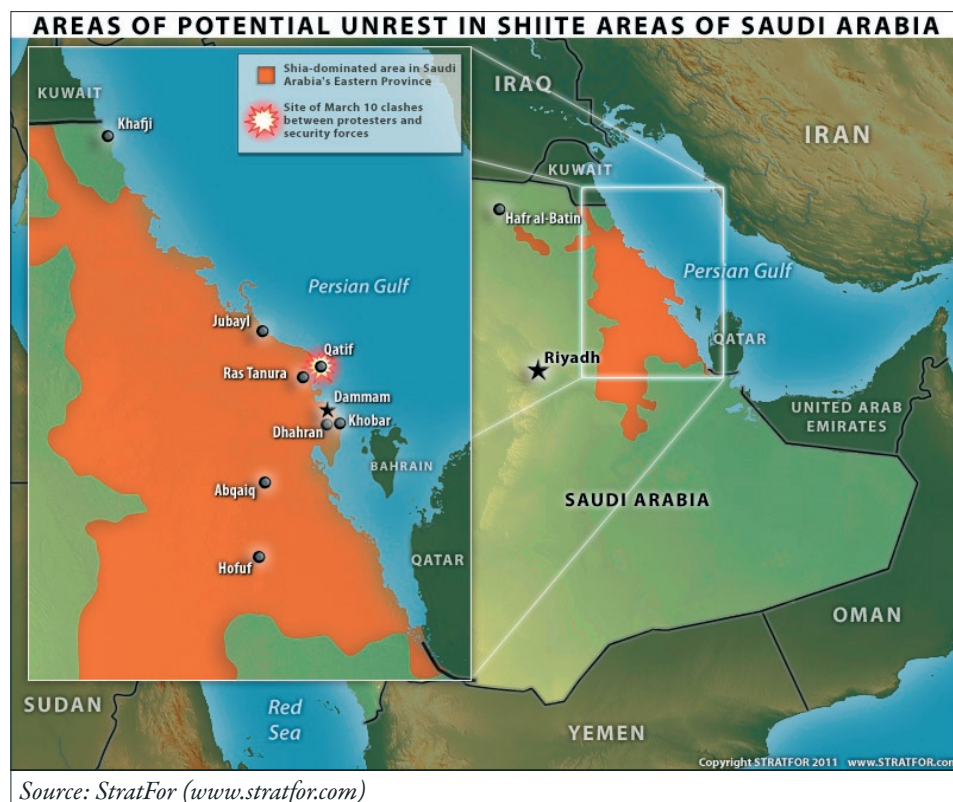 AREAS OF POTENTIAL UNREST IN SHIITE AREAS OF SAUDI ARABIA
Shia-dominated area in Saudi
Arabia's Eastern Province
Site of March 10 clashes
between protesters and
security forces
KUWAIT
Khafji
Persian Gulf
Jubayl
Qatif
Ras Tanura
Dammam
Khobar
Dhahran
BAHRAIN
Abqaiq
Hofuf
QATAR
IRAQ
IRAN
KUWAIT
Hafr al-Batin
Persian Gulf
QATAR
Riyadh
UNITED ARAB
EMIRATES
SAUDI ARABIA
OMAN
SUDAN
Red
Sea
YEMEN
Copyright STRATFOR 2011 www.STRATFOR.com
Source: StratFor (www.stratfor.com)